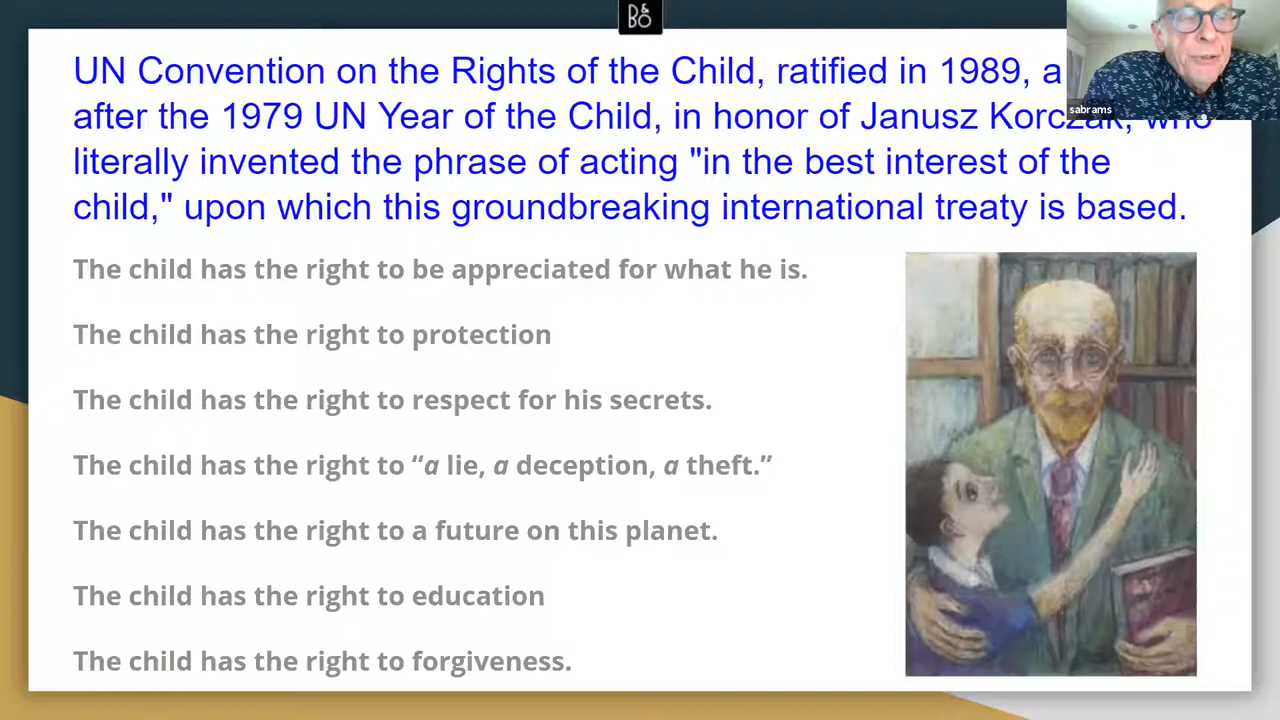 B&O
UN Convention on the Rights of the Child, ratified in 1989, a
sabrams
after the 1979 UN Year of the Child, in honor of Janusz Korczak, who
literally invented the phrase of acting "in the best interest of the
child," upon which this groundbreaking international treaty is based.
The child has the right to be appreciated for what he is.
The child has the right to protection
The child has the right to respect for his secrets.
The child has the right to “a lie, a deception, a theft.”
The child has the right to a future on this planet.
The child has the right to education
The child has the right to forgiveness.